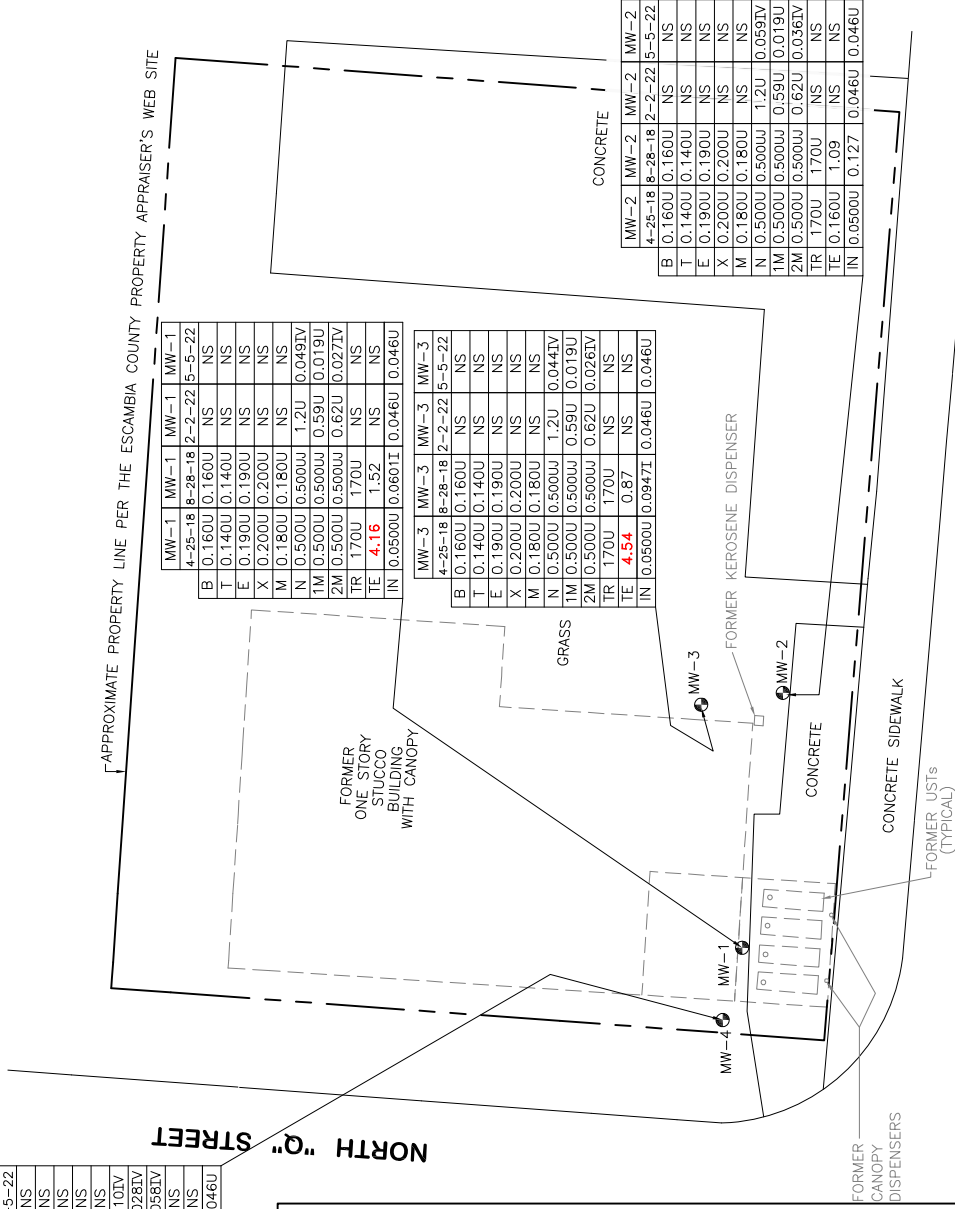 APPROXIMATE PROPERTY LINE PER THE ESCAMBIA COUNTY PROPERTY APPRAISER'S WEB SITE
MW-1 MW-1 MW-1 MW-1
4-25-18 8-28-18 2-2-22 5-5-22
B 0.160U 0.160U NS NS
T 0.140U 0.140U NS NS
E 0.190U 0.190U NS NS
X 0.200U 0.200U NS NS
M 0.180U 0.180U NS NS
N 0.500U 0.500UJ 1.2U 0.049IV
1M 0.500U 0.500UJ 0.59U 0.019U
2M 0.500U 0.500UJ 0.62U 0.027IV
TR 170U 170U NS NS
TE 4.16 1.52 NS NS
IN 0.0500U 0.0601I 0.046U 0.046U
MW-3 MW-3 MW-3 MW-3
4-25-18 8-28-18 2-2-22 5-5-22
B 0.160U 0.160U NS NS
T 0.140U 0.140U NS NS
E 0.190U 0.190U NS NS
X 0.200U 0.200U NS NS
M 0.180U 0.180U NS NS
N 0.500U 0.500UJ 1.2U 0.044IV
1M 0.500U 0.500UJ 0.59U 0.019U
2M 0.500U 0.500UJ 0.62U 0.026IV
TR 170U 170U NS NS
TE 4.54 0.87 NS NS
IN 0.0500U 0.0947I 0.046U 0.046U
CONCRETE
MW-2 MW-2 MW-2 MW-2
4-25-18 8-28-18 2-2-22 5-5-22
B 0.160U 0.160U NS NS
T 0.140U 0.140U NS NS
E 0.190U 0.190U NS NS
X 0.200U 0.200U NS NS
M 0.180U 0.180U NS NS
N 0.500U 0.500UJ 1.2U 0.059IV
1M 0.500U 0.500UJ 0.59U 0.019U
2M 0.500U 0.500UJ 0.62U 0.036IV
TR 170U 170U NS NS
TE 0.160U 1.09 NS NS
IN 0.0500U 0.127 0.046U 0.046U
FORMER
ONE STORY
STUCCO
BUILDING
WITH CANOPY
GRASS
MW-3
FORMER KEROSENE DISPENSER
MW-2
CONCRETE
CONCRETE SIDEWALK
MW-1
MW-4
FORMER USTs
(TYPICAL)
FORMER
CANOPY
DISPENSERS
NORTH "Q" STREET
5-22
NS
NS
NS
NS
NS
10IV
028IV
058IV
NS
NS
046U